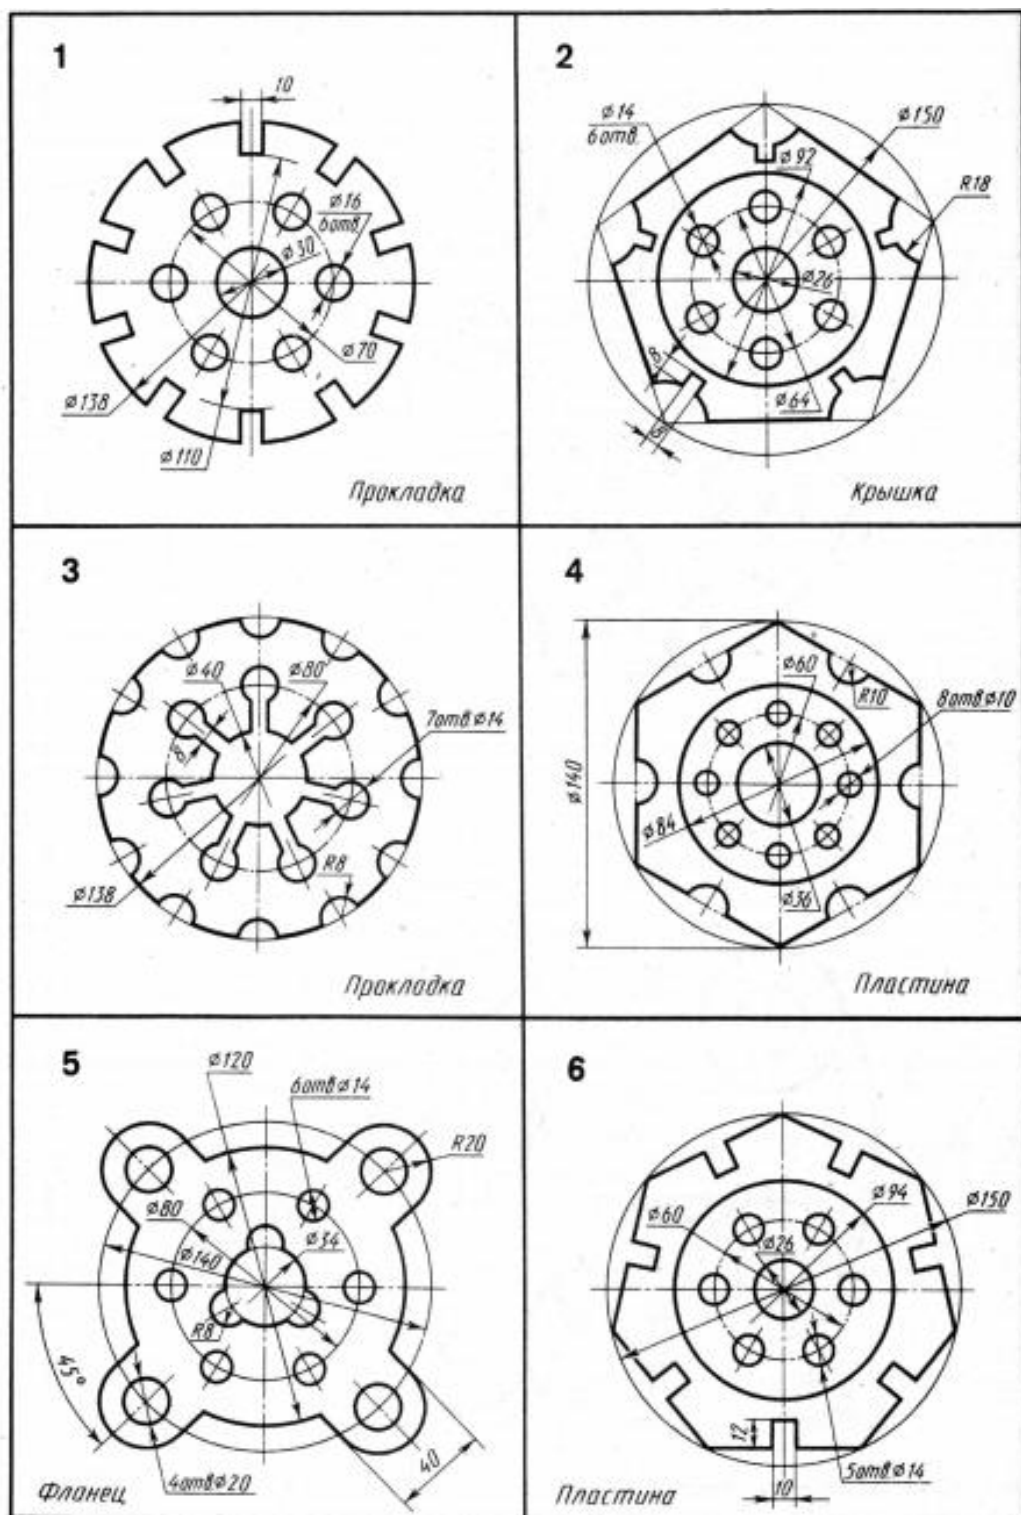 1
10
⌀16
6отв.
⌀30
⌀70
⌀138
⌀110
Прокладка
2
⌀14
6отв.
⌀150
⌀92
R18
⌀26
8
⌀64
Крышка
3
⌀40
⌀80
7отв⌀14
8
R8
⌀138
Прокладка
4
⌀60
R10
8отв⌀10
⌀140
⌀84
⌀36
Пластина
5
⌀120
6отв⌀14
R20
⌀80
⌀34
⌀140
R8
45°
40
4отв⌀20
Фланец
6
⌀94
⌀150
⌀60
⌀26
12
10
5отв⌀14
Пластина